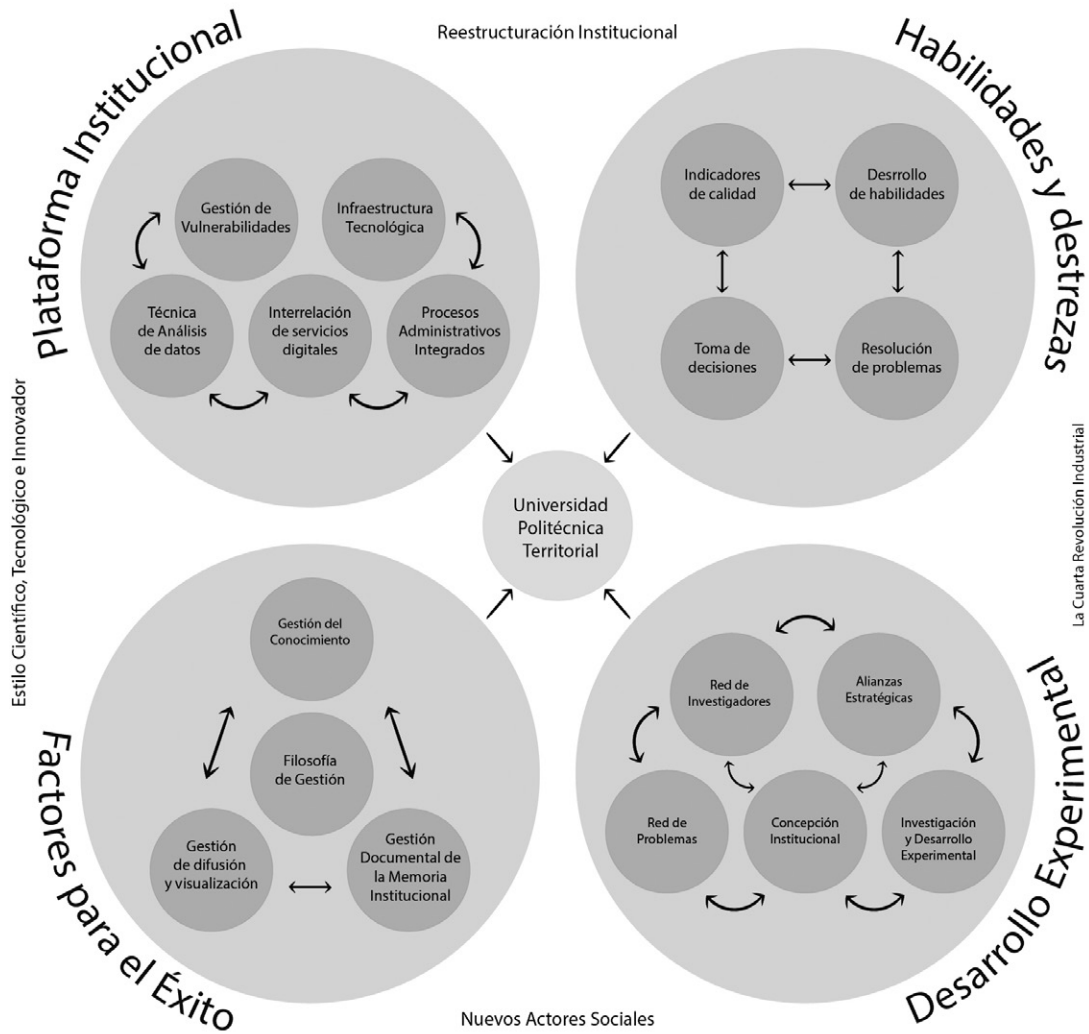 Reestructuración Institucional
Plataforma Institucional
Gestión de
Vulnerabilidades
Infraestructura
Tecnológica
Técnica
de Análisis
de datos
Interrelación
de servicios
digitales
Procesos
Administrativos
Integrados
Habilidades y destrezas
Indicadores
de calidad
Desrrollo
de habilidades
Toma de
decisiones
Resolución
de problemas
Estilo Científico, Tecnológico e Innovador
Universidad
Politécnica
Territorial
La Cuarta Revolución Industrial
Factores para el Éxito
Gestión del
Conocimiento
Filosofía
de Gestión
Gestión
de difusión
y visualización
Gestión
Documental de
la Memoria
Institucional
Desarrollo Experimental
Red de
Investigadores
Alianzas
Estratégicas
Red de
Problemas
Concepción
Institucional
Investigación
y Desarrollo
Experimental
Nuevos Actores Sociales